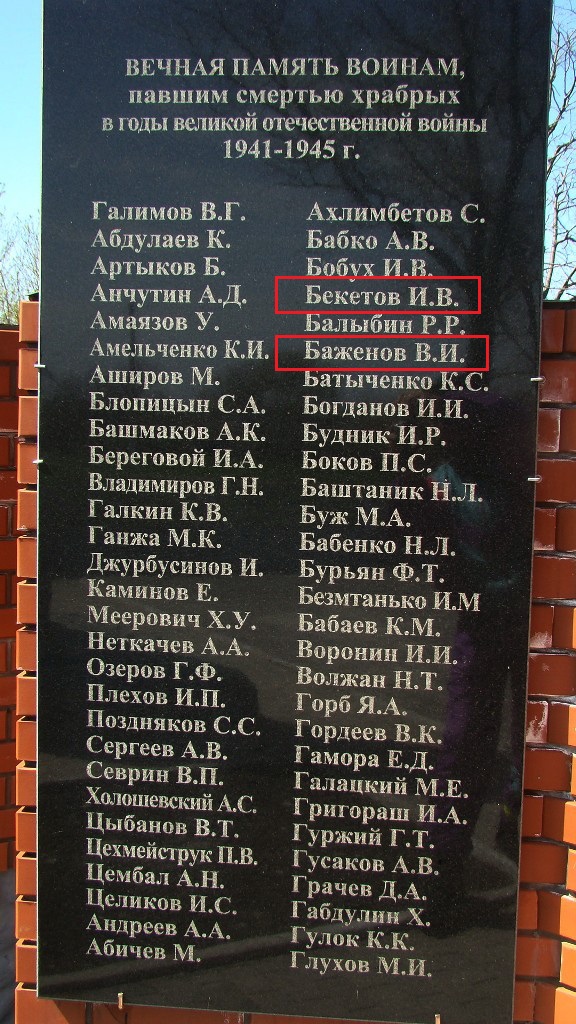 ВЕЧНАЯ ПАМЯТЬ ВОИНАМ,
павшим смертью храбрых
в годы великой отечественной войны
1941-1945 г.
Галимов В.Г.
Абдулаев К.
Артыков Б.
Анчутин А.Д.
Амаязов У.
Амельченко К.И.
Аширов М.
Блопицын С.А.
Башмаков А.К.
Береговой И.А.
Владимиров Г.Н.
Галкин К.В.
Ганжа М.К.
Джурбусинов И.
Каминов Е.
Меерович Х.У.
Неткачев А.А.
Озеров Г.Ф.
Плехов И.П.
Поздняков С.С.
Сергеев А.В.
Севрин В.П.
Холошевский А.С.
Цыбанов В.Т.
Цехмейструк П.В.
Цембал А.Н.
Целиков И.С.
Андреев А.А.
Абичев М.
Ахлимбетов С.
Бабко А.В.
Бобух И.В.
Бекетов И.В.
Балыбин Р.Р.
Баженов В.И.
Батыченко К.С.
Богданов И.И.
Будник И.Р.
Боков П.С.
Баштаник Н.Л.
Буж М.А.
Бабенко Н.Л.
Бурьян Ф.Т.
Безмтанько И.М
Бабаев К.М.
Воронин И.И.
Волжан Н.Т.
Горб Я.А.
Гордеев В.К.
Гамора Е.Д.
Галацкий М.Е.
Григораш И.А.
Гуржий Г.Т.
Гусаков А.В.
Грачев Д.А.
Габдулин Х.
Гулок К.К.
Глухов М.И.